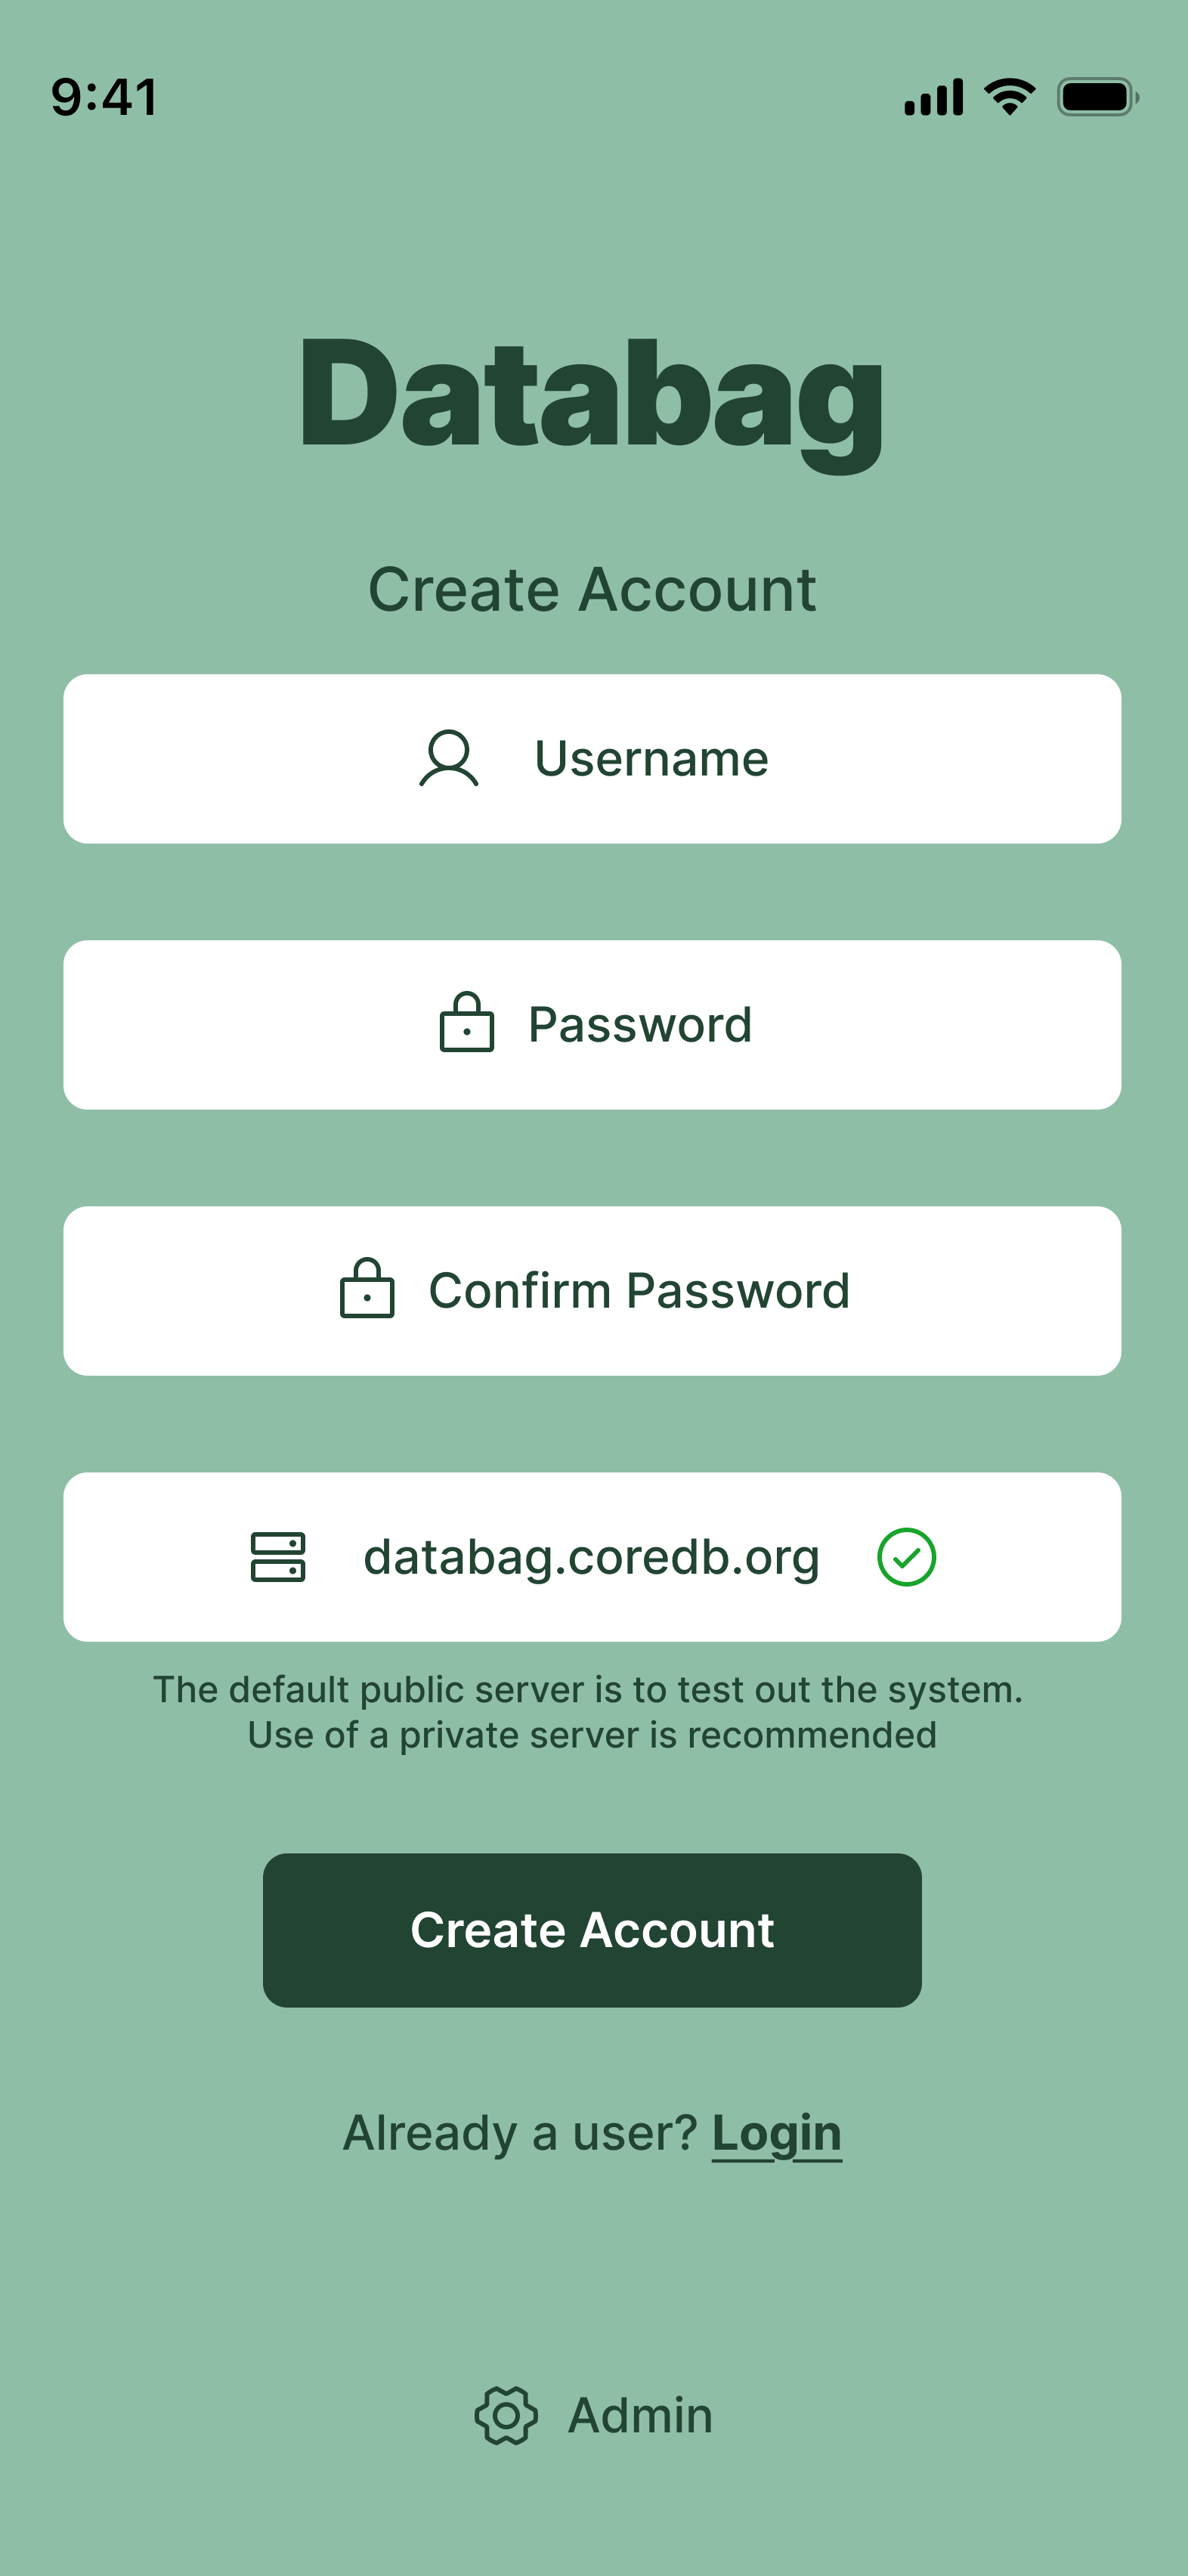 9:41
Databag
Create Account
Username
Password
Confirm Password
databag.coredb.org
The default public server is to test out the system.
Use of a private server is recommended
Create Account
Already a user? Login
Admin